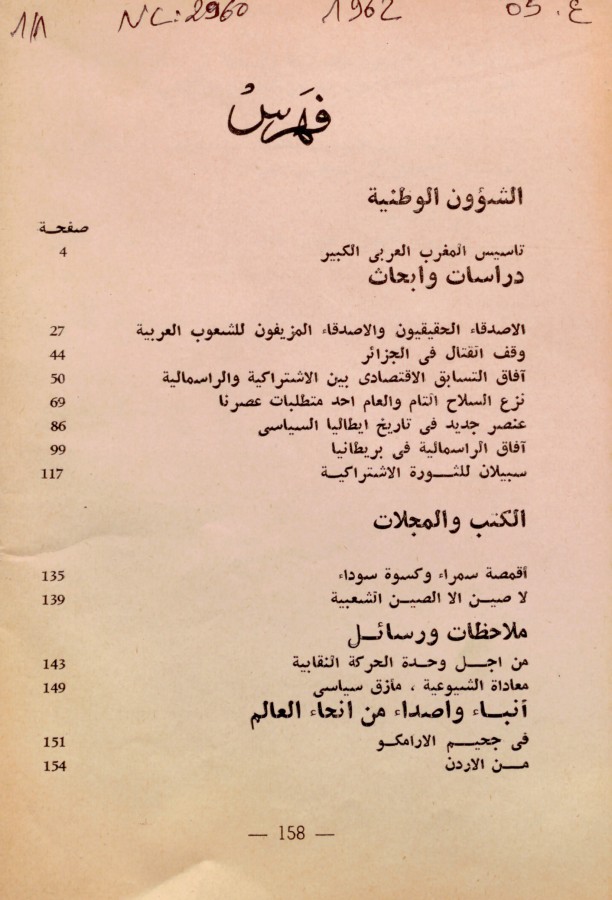 1/1 NC: 2960 1962 05 . ع
فهرس
الشؤون الوطنية
صفحة
تاسيس المغرب العربى الكبير 4
دراسات وابحاث
الاصدقاء الحقيقيون والاصدقاء المزيفون للشعوب العربية 27
وقف القتال فى الجزائر 44
آفاق التسابق الاقتصادى بين الاشتراكية والراسمالية 50
نزع السلاح التام والعام احد متطلبات عصرنا 69
عنصر جديد فى تاريخ ايطاليا السياسى 86
آفاق الراسمالية فى بريطانيا 99
سبيلان للثورة الاشتراكية 117
الكتب والمجلات
أقمصة سمراء وكسوة سوداء 135
لا صين الا الصين الشعبية 139
ملاحظات ورسائل
من اجل وحدة الحركة النقابية 143
معاداة الشيوعية ، مأزق سياسى 149
أنباء واصداء من انحاء العالم
فى جحيم الارامكو 151
من الاردن 154
— 158 —